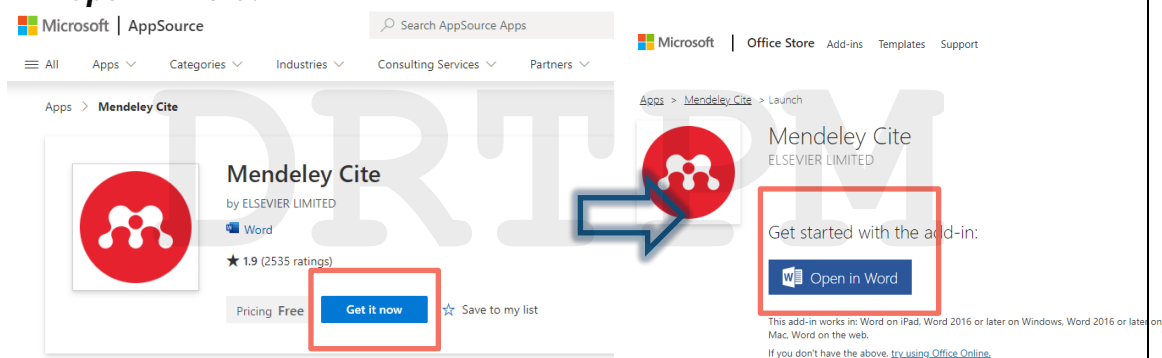 Microsoft | AppSource
Search AppSource Apps
All Apps Categories Industries Consulting Services Partners
Apps > Mendeley Cite
Mendeley Cite
by ELSEVIER LIMITED
Word
★ 1.9 (2535 ratings)
Pricing Free Get it now ☆ Save to my list
Microsoft | Office Store Add-ins Templates Support
Apps > Mendeley Cite > Launch
Mendeley Cite
ELSEVIER LIMITED
Get started with the add-in:
Open in Word
This add-in works in: Word on iPad, Word 2016 or later on Windows, Word 2016 or later on
Mac, Word on the web.
If you don't have the above, try using Office Online.
DRTPM